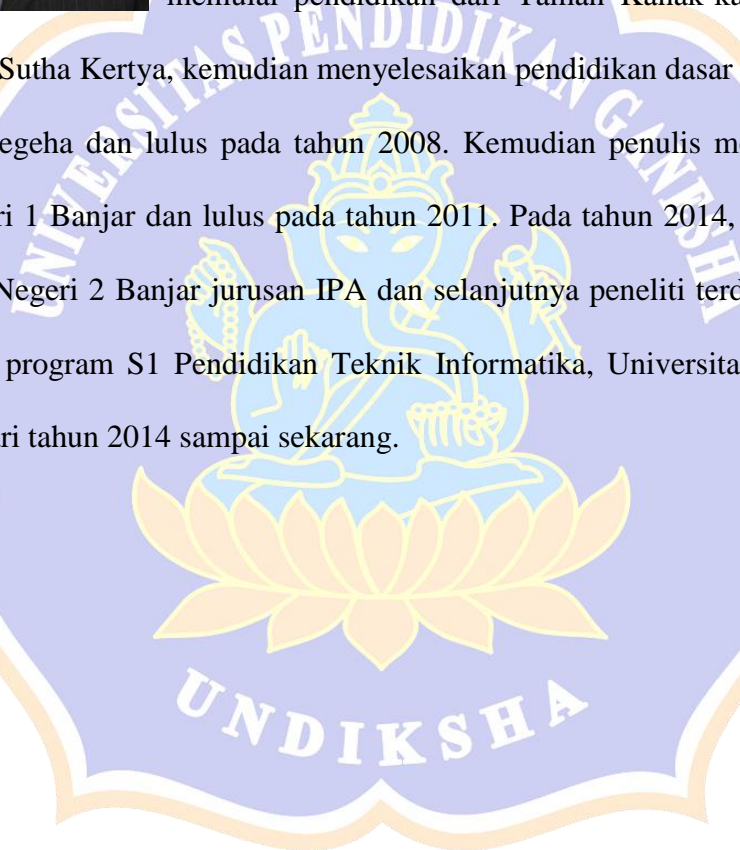 memulai pendidikan dari Taman Kanak-ka
Sutha Kertya, kemudian menyelesaikan pendidikan dasar
egeha dan lulus pada tahun 2008. Kemudian penulis me
ri 1 Banjar dan lulus pada tahun 2011. Pada tahun 2014,
Negeri 2 Banjar jurusan IPA dan selanjutnya peneliti terd
program S1 Pendidikan Teknik Informatika, Universita
ri tahun 2014 sampai sekarang.
UNIVERSITAS PENDIDIKAN GANESHA
UNDIKSHA